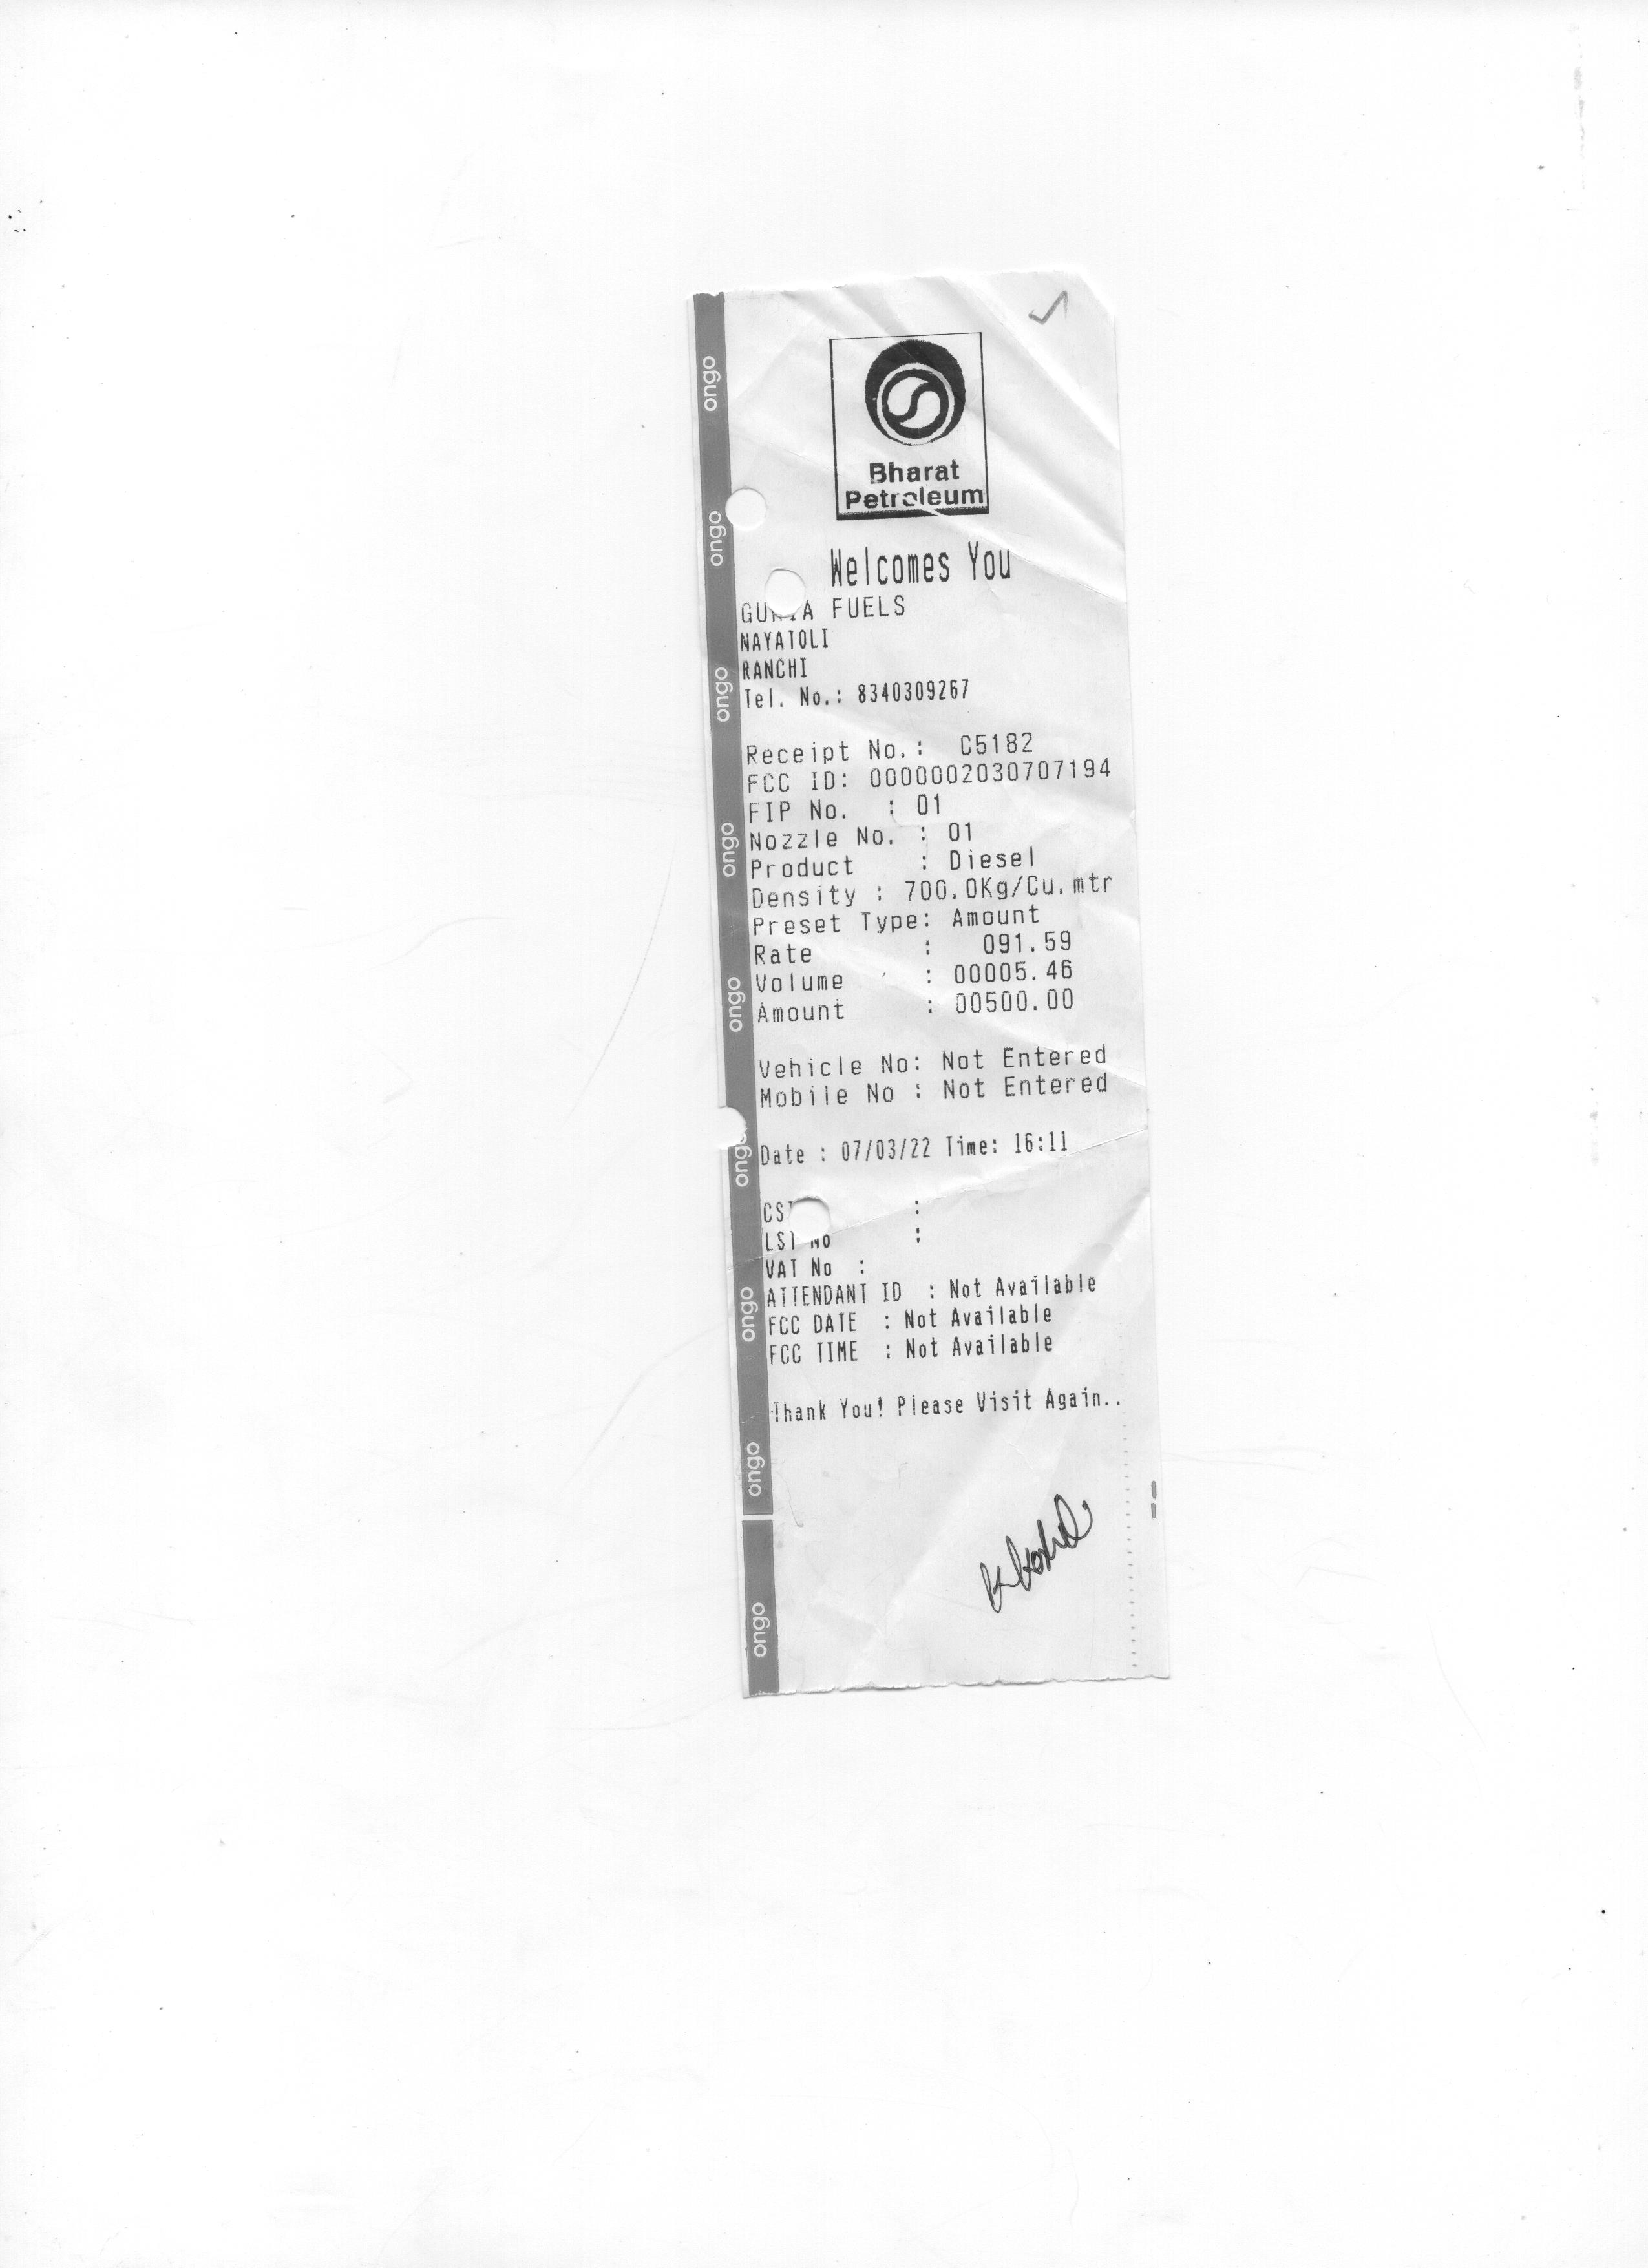 Bharat
Petroleum
Welcomes You
FUELS
NAYATOLI
RANCHI
Tel. No.: 8340309267
Receipt No.: C5182
FCC ID: 0000002030707194
FIP No. : 01
Nozzle No. : 01
Product : Diesel
Density : 700.0Kg/Cu.mtr
Preset Type: Amount
Rate : 091.59
Volume : 00005.46
Amount : 00500.00
Vehicle No: Not Entered
Mobile No : Not Entered
Date : 07/03/22 Time: 16:11
:
LST No :
VAT No :
ATTENDANT ID : Not Available
FCC DATE : Not Available
FCC TIME : Not Available
Thank You! Please Visit Again..
ongo
ongo
ongo
ongo
ongo
ongo
ongo
ongo
ongo